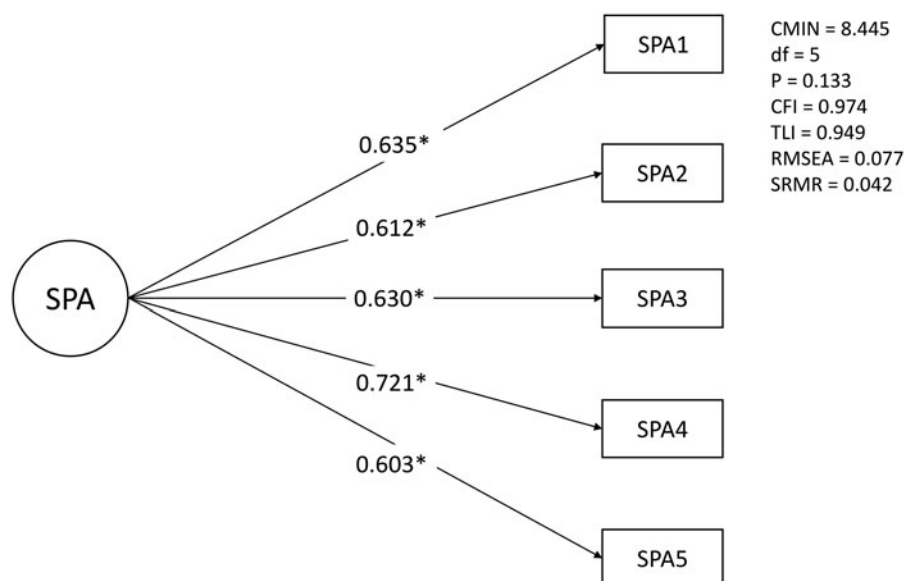 SPA1
CMIN = 8.445
df = 5
P = 0.133
CFI = 0.974
TLI = 0.949
RMSEA = 0.077
SRMR = 0.042
0.635*
SPA2
0.612*
SPA
0.630*
SPA3
0.721*
SPA4
0.603*
SPA5